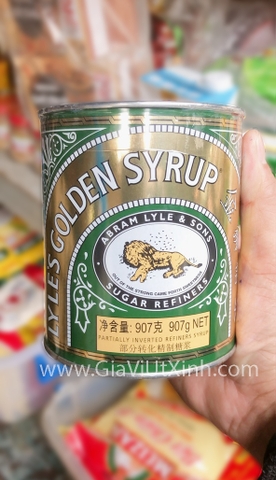 LYLE'S GOLDEN SYRUP
ABRAM LYLE & SONS
OUT OF THE STRONG CAME FORTH SWEETNESS
SUGAR REFINERS
净含量: 907克 907g NET
PARTIALLY INVERTED REFINERS SYRUP
部分转化精制糖浆
www.GiaViUtXinh.com